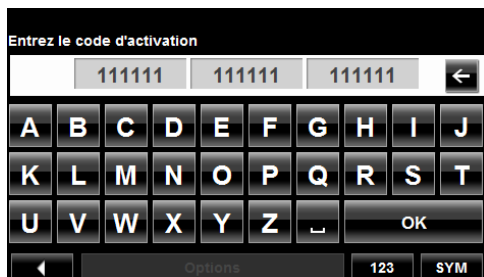 Entrez le code d'activation
111111 111111 111111
A B C D E F G H I J
K L M N O P Q R S T
U V W X Y Z OK
Options 123 SYM